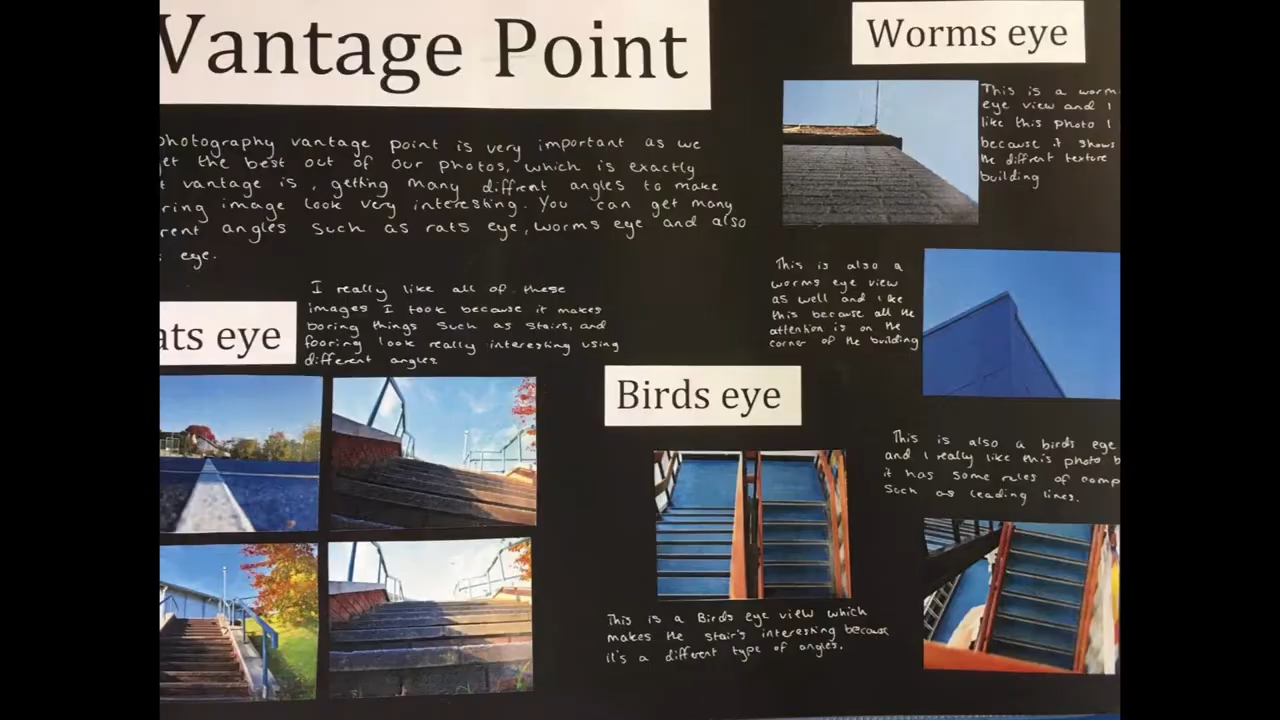 Vantage Point
photography vantage point is very important as we
et the best out of our photos, which is exactly
t vantage is, getting many diffrent angles to make
ring image look very interesting. You can get many
rent angles such as rats eye, worms eye and also
eye.
ats eye
I really like all of these
images I took because it makes
boring things such as stairs, and
fooring look really interesting using
different angles
Birds eye
This is a Birds eye view which
makes the stair's interesting because
it's a different type of angles.
Worms eye
This is a worm
eye view and I
like this photo I
because it shows
the diffrent texture
building
This is also a
worms eye view
as well and I like
this because all the
attention is on the
corner of the building
This is also a birds eye
and I really like this photo b
it has some rules of comp
Such as leading lines.